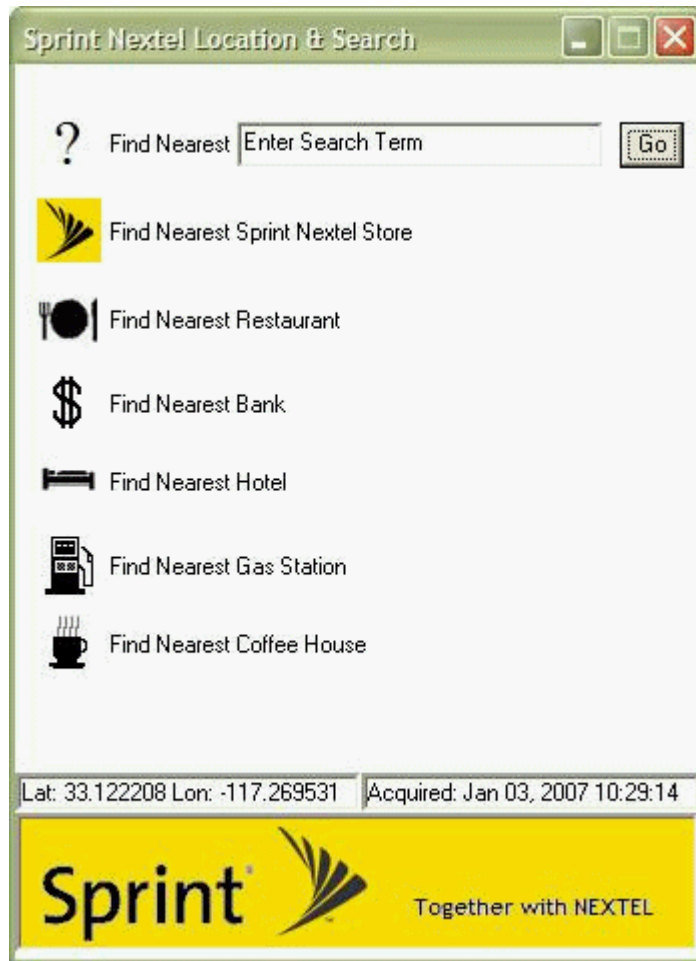 Sprint Nextel Location & Search
? Find Nearest Enter Search Term Go
Find Nearest Sprint Nextel Store
Find Nearest Restaurant
$ Find Nearest Bank
Find Nearest Hotel
Find Nearest Gas Station
Find Nearest Coffee House
Lat: 33.122208 Lon: -117.269531 Acquired: Jan 03, 2007 10:29:14
Sprint Together with NEXTEL